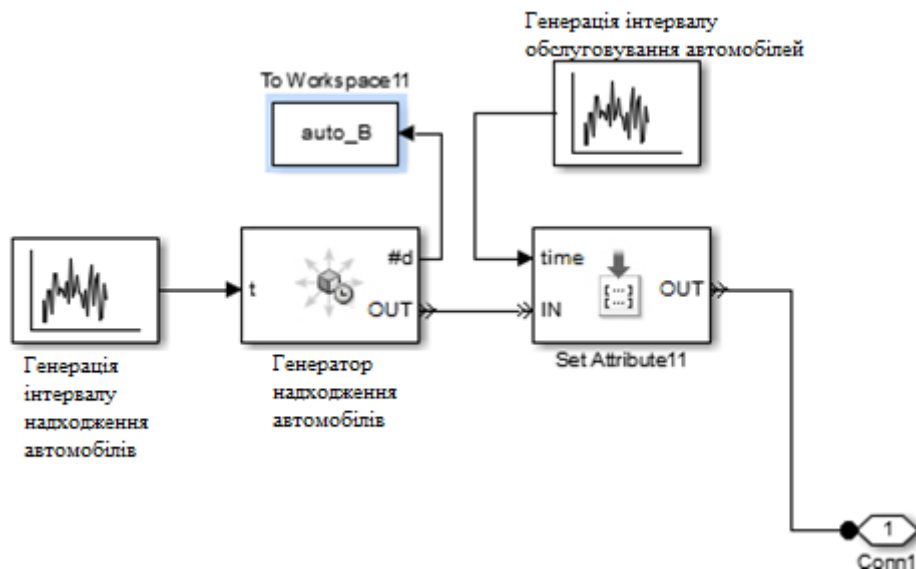 Генерація інтервалу
обслуговування автомобілей
To Workspace11
auto_B
#d
time
t
OUT
IN
OUT
Set Attribute11
Генерація
інтервалу
надходження
автомобілів
Генератор
надходження
автомобілів
1
Conn1